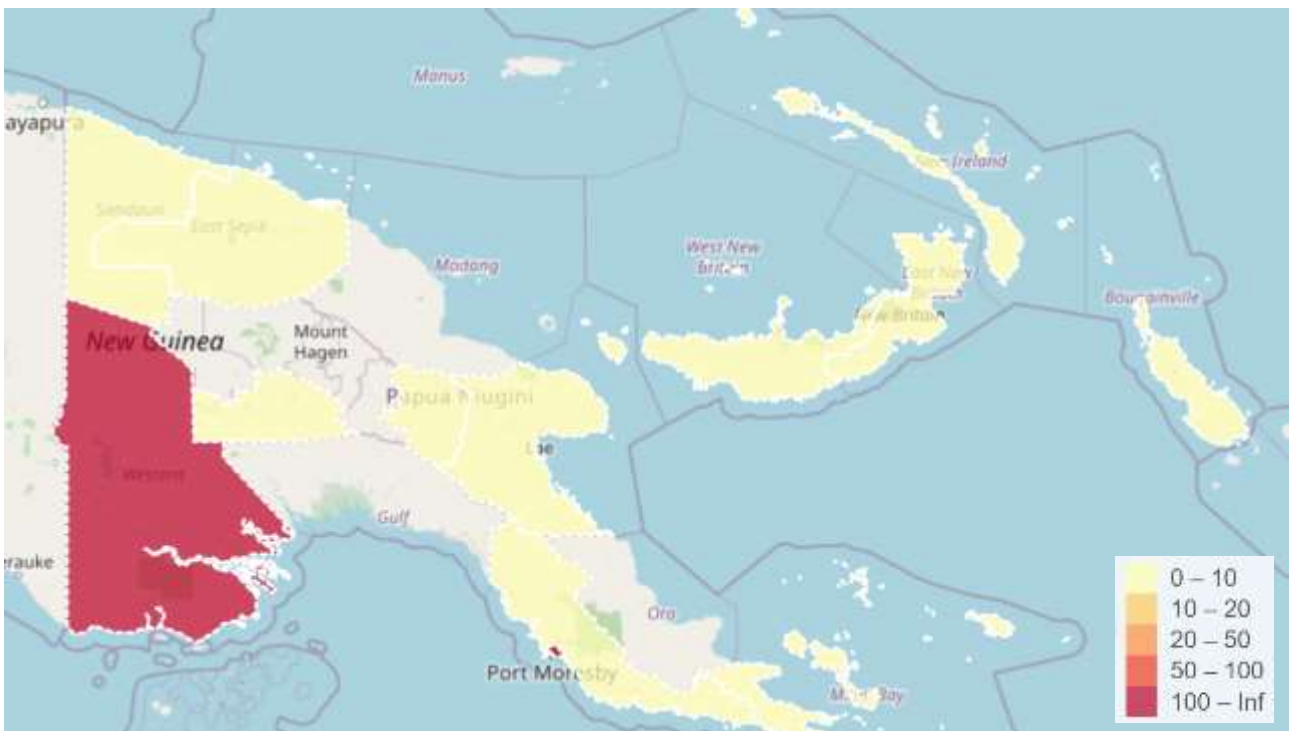 Manus
ayapura
New Ireland
Sandaun
East Sepik
West New
Britain
Madang
East New
Britain
Bougainville
New Britain
New Guinea
Mount
Hagen
Papua Niugini
Lae
Western
Gulf
erauke
Oro
Port Moresby
Milne Bay
0 – 10
10 – 20
20 – 50
50 – 100
100 – Inf